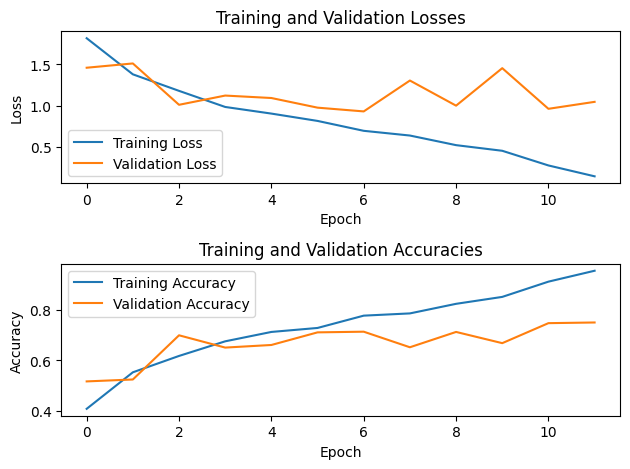 Training and Validation Losses
1.5
1.0
0.5
Loss
Training Loss
Validation Loss
0 2 4 6 8 10
Epoch
Training and Validation Accuracies
Training Accuracy
Validation Accuracy
0.8
0.6
0.4
Accuracy
0 2 4 6 8 10
Epoch